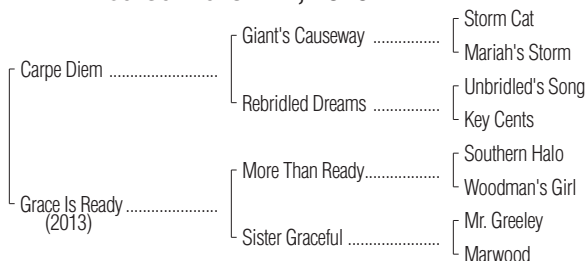 Storm Cat
Giant's Causeway ................
Mariah's Storm
Carpe Diem ..........................
Unbridled's Song
Rebridled Dreams ................
Key Cents
Southern Halo
More Than Ready..................
Woodman's Girl
Grace Is Ready ......................
(2013)
Mr. Greeley
Sister Graceful ......................
Marwood